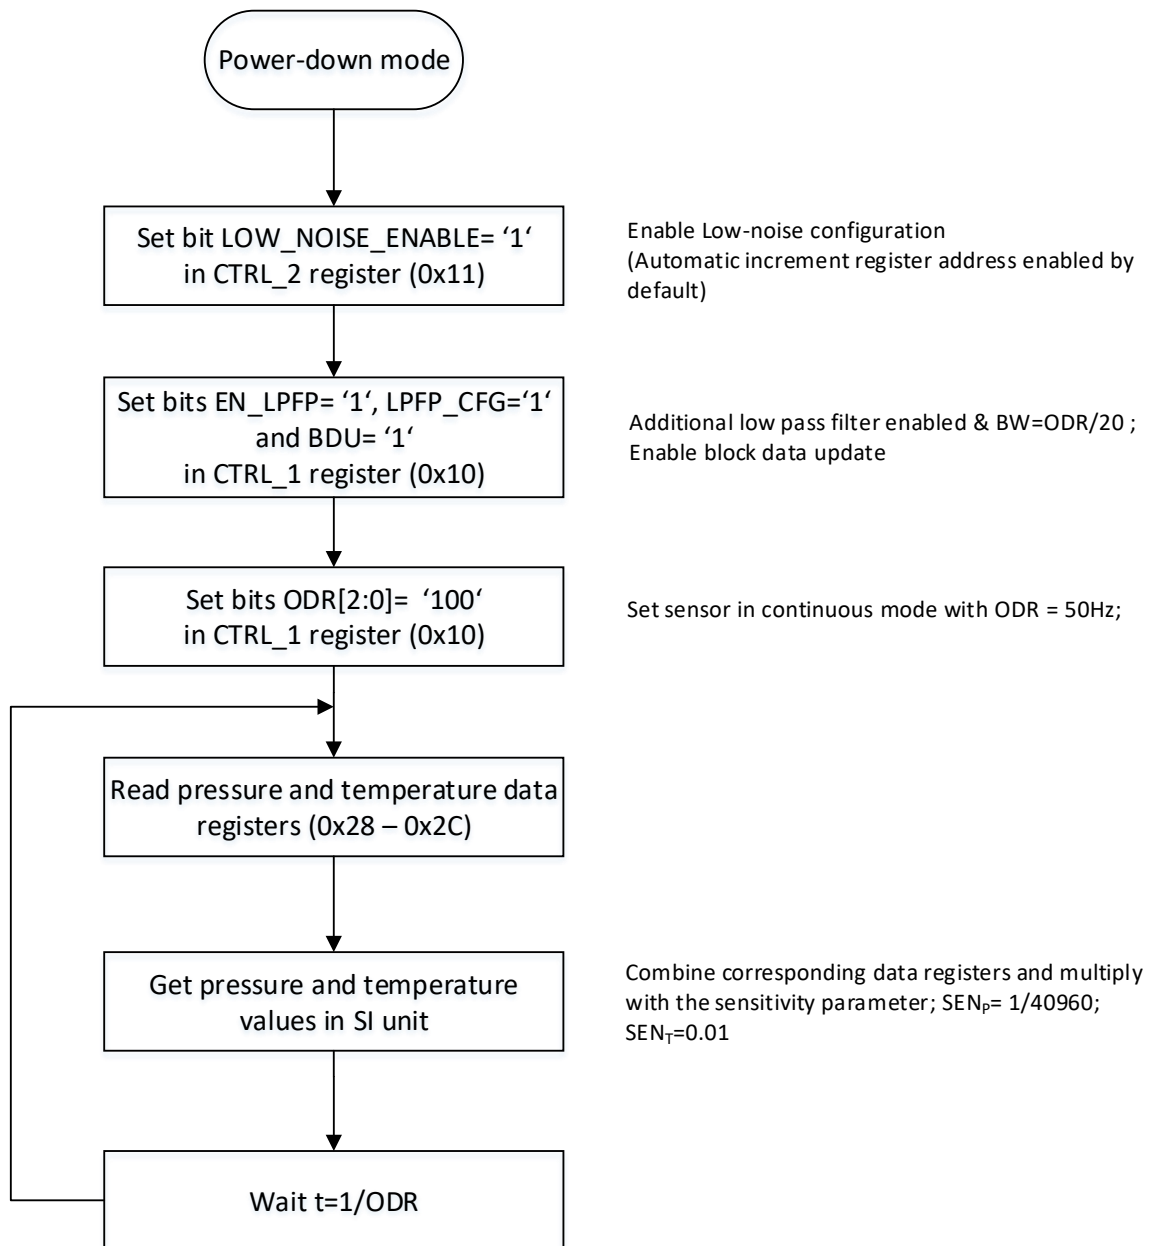 Power-down mode
Set bit LOW_NOISE_ENABLE= ‘1‘
in CTRL_2 register (0x11)
Enable Low-noise configuration
(Automatic increment register address enabled by
default)
Set bits EN_LPFP= ‘1‘, LPFP_CFG=‘1‘
and BDU= ‘1‘
in CTRL_1 register (0x10)
Additional low pass filter enabled & BW=ODR/20 ;
Enable block data update
Set bits ODR[2:0]= ‘100‘
in CTRL_1 register (0x10)
Set sensor in continuous mode with ODR = 50Hz;
Read pressure and temperature data
registers (0x28 – 0x2C)
Get pressure and temperature
values in SI unit
Combine corresponding data registers and multiply
with the sensitivity parameter; SENP= 1/40960;
SENT=0.01
Wait t=1/ODR